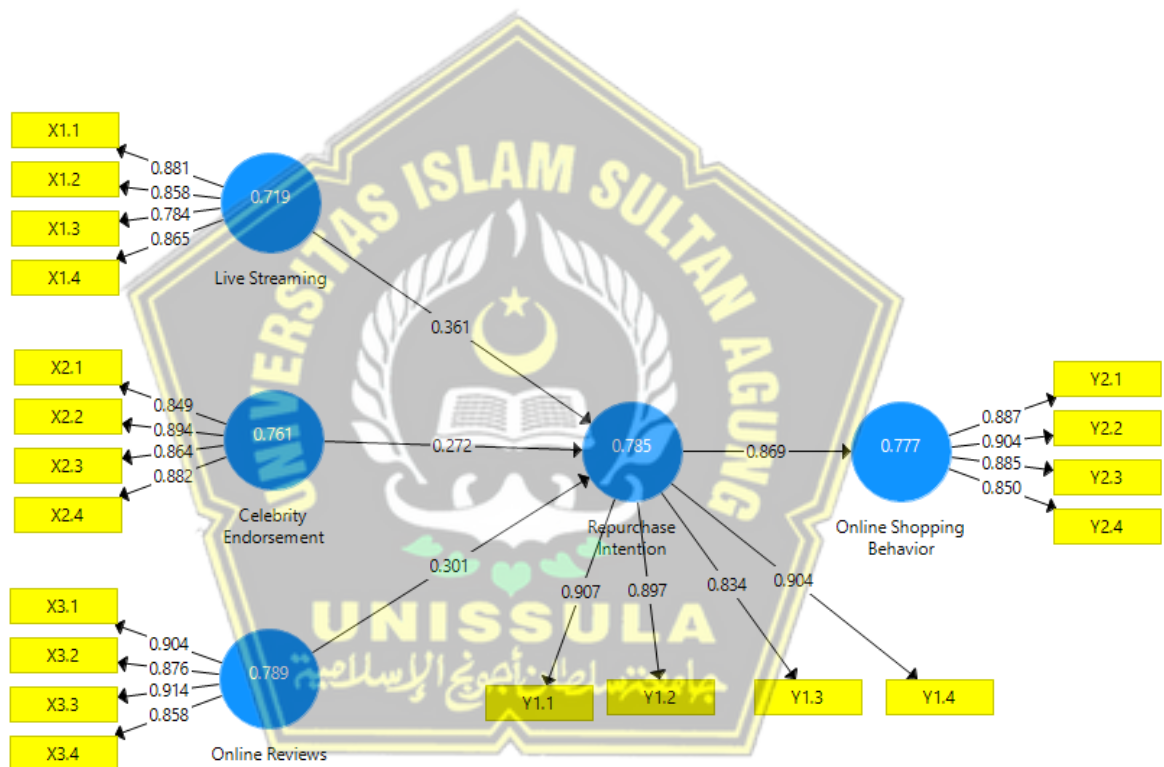 X1.1
X1.2
X1.3
X1.4
0.881
0.858
0.784
0.865
0.719
Live Streaming
0.361
X2.1
X2.2
X2.3
X2.4
0.849
0.894
0.864
0.882
0.761
Celebrity
Endorsement
0.272
X3.1
X3.2
X3.3
X3.4
0.904
0.876
0.914
0.858
0.789
Online Reviews
0.301
0.785
Repurchase
Intention
0.869
0.907
0.897
0.834
0.904
Y1.1
Y1.2
Y1.3
Y1.4
0.777
Online Shopping
Behavior
0.887
0.904
0.885
0.850
Y2.1
Y2.2
Y2.3
Y2.4
UNIVERSITAS ISLAM SULTAN AGUNG
UNISSULA
جامعة سلطان أجونج الإسلامية